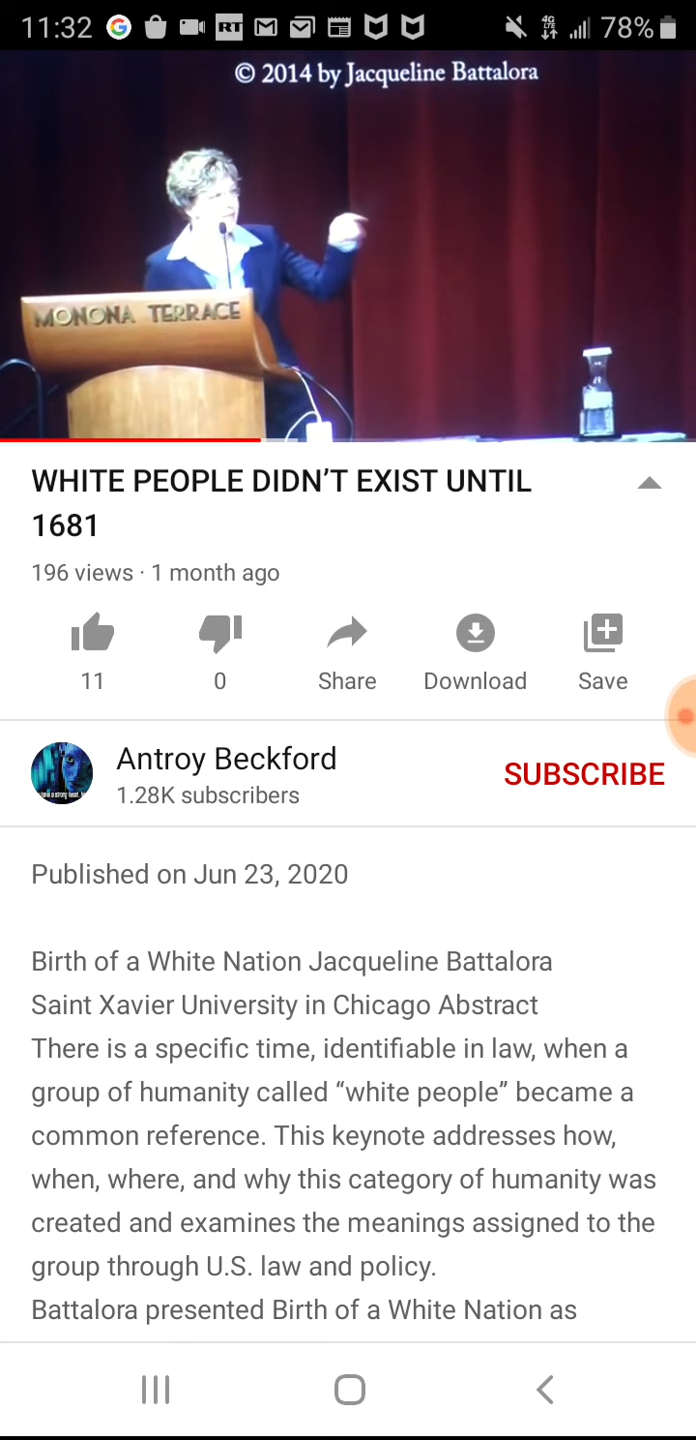 11:32
RT
4G
LTE
78%
© 2014 by Jacqueline Battalora
MONONA TERRACE
WHITE PEOPLE DIDN’T EXIST UNTIL
1681
196 views · 1 month ago
11
0
Share
Download
Save
Antroy Beckford
1.28K subscribers
SUBSCRIBE
Published on Jun 23, 2020
Birth of a White Nation Jacqueline Battalora
Saint Xavier University in Chicago Abstract
There is a specific time, identifiable in law, when a
group of humanity called “white people” became a
common reference. This keynote addresses how,
when, where, and why this category of humanity was
created and examines the meanings assigned to the
group through U.S. law and policy.
Battalora presented Birth of a White Nation as